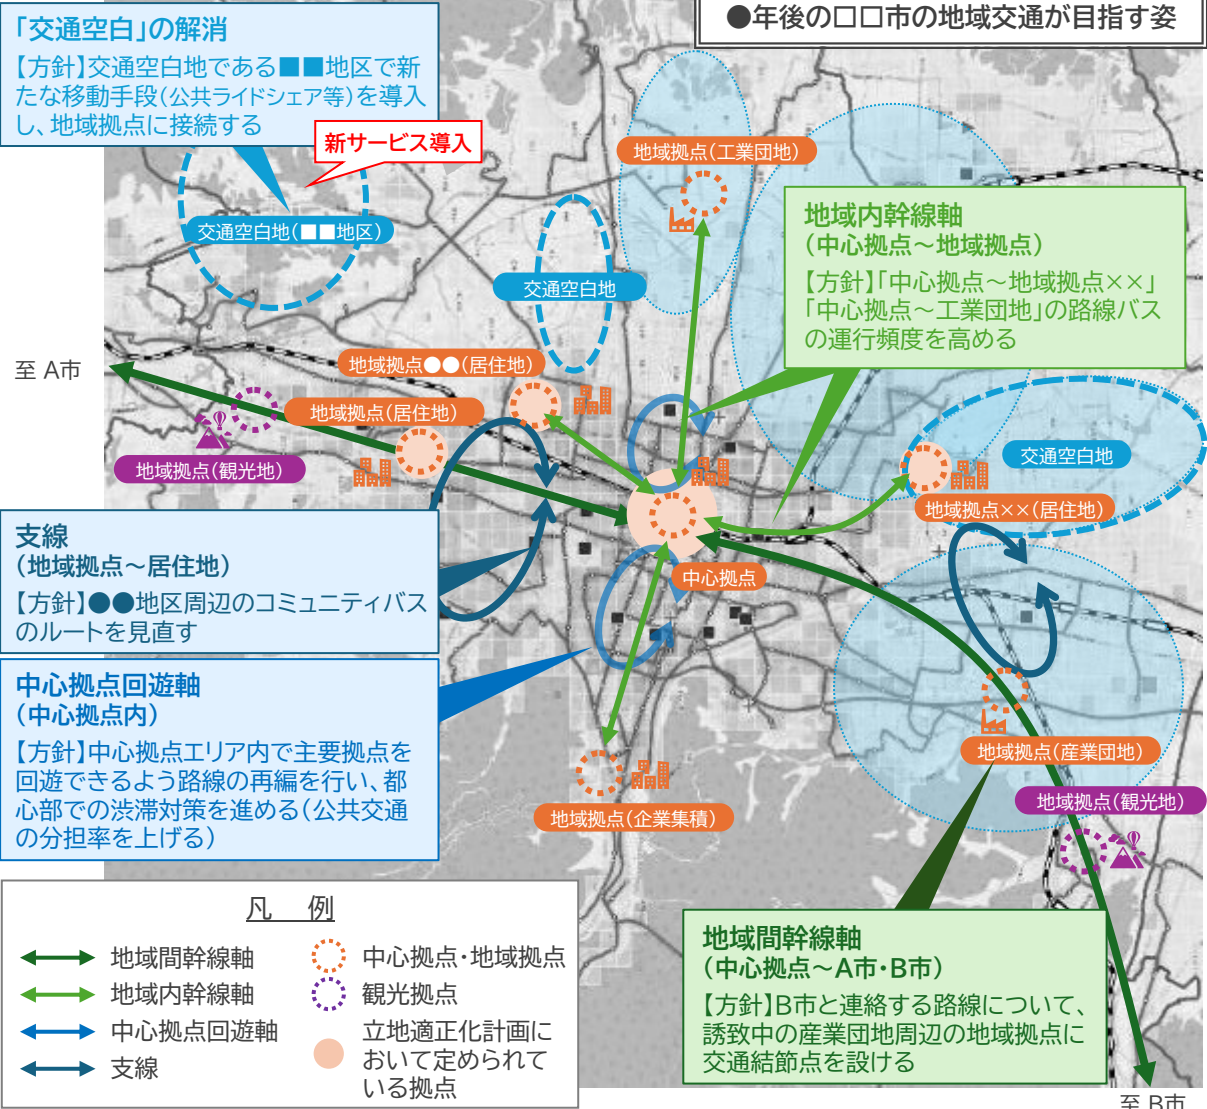 ●年後の□□市の地域交通が目指す姿
「交通空白」の解消
【方針】交通空白地である■■地区で新
たな移動手段(公共ライドシェア等)を導入
し、地域拠点に接続する
新サービス導入
交通空白地(■■地区)
交通空白地
地域拠点(工業団地)
地域内幹線軸
(中心拠点～地域拠点)
【方針】「中心拠点～地域拠点××」
「中心拠点～工業団地」の路線バス
の運行頻度を高める
至 A市
地域拠点●●(居住地)
地域拠点(居住地)
地域拠点(観光地)
交通空白地
地域拠点××(居住地)
支線
(地域拠点～居住地)
【方針】●●地区周辺のコミュニティバス
のルートを見直す
中心拠点
中心拠点回遊軸
(中心拠点内)
【方針】中心拠点エリア内で主要拠点を
回遊できるよう路線の再編を行い、都
心部での渋滞対策を進める(公共交通
の分担率を上げる)
地域拠点(産業団地)
地域拠点(観光地)
地域拠点(企業集積)
凡 例
地域間幹線軸
地域内幹線軸
中心拠点回遊軸
支線
中心拠点・地域拠点
観光拠点
立地適正化計画に
おいて定められて
いる拠点
地域間幹線軸
(中心拠点～A市・B市)
【方針】B市と連絡する路線について、
誘致中の産業団地周辺の地域拠点に
交通結節点を設ける
至 B市